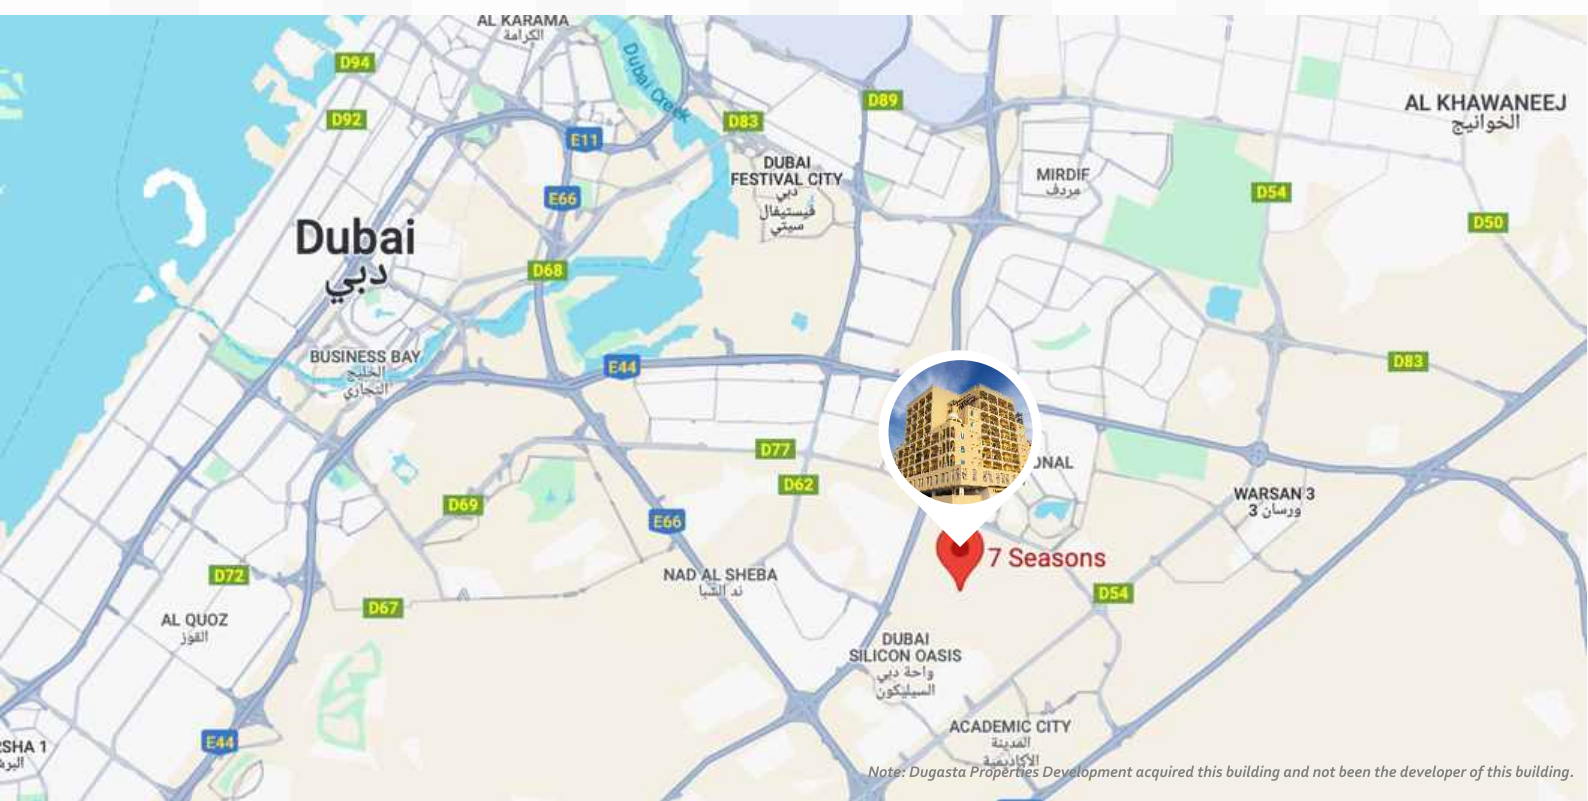 AL KARAMA
الكرامة
D94
Dubai Creek
D89
AL KHAWANEEJ
الخوانيج
D92
D83
E11
DUBAI
FESTIVAL CITY
دبي
فيستيفال
سيتي
MIRDIF
مردف
D54
E66
D50
Dubai
دبي
D68
BUSINESS BAY
الخليج
التجاري
E44
D83
D77
D62
WARSAN 3
ورسان 3
D69
E66
7 Seasons
NAD AL SHEBA
ند الشبا
D72
D67
D54
AL QUOZ
القوز
DUBAI
SILICON OASIS
واحة دبي
السيليكون
ACADEMIC CITY
المدينة
الأكاديمية
E44
SHA 1
Note: Dugasta Properties Development acquired this building and not been the developer of this building.